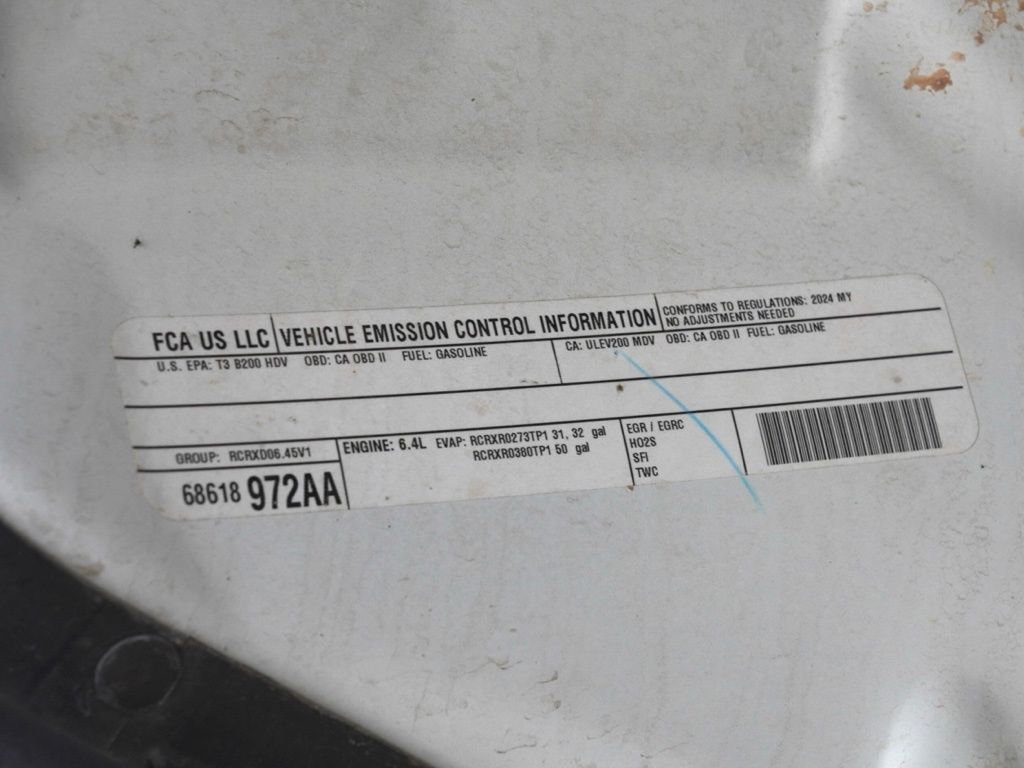 FCA US LLC
VEHICLE EMISSION CONTROL INFORMATION
CONFORMS TO REGULATIONS: 2024 MY
NO ADJUSTMENTS NEEDED
U.S. EPA: T3 B200 HDV OBD: CA OBD II FUEL: GASOLINE
CA: ULEV200 MDV OBD: CA OBD II FUEL: GASOLINE
GROUP: RCRXD06.45V1
68618 972AA
ENGINE: 6.4L EVAP: RCRXR0273TP1 31, 32 gal
RCRXR0380TP1 50 gal
EGR / EGRC
HO2S
SFI
TWC